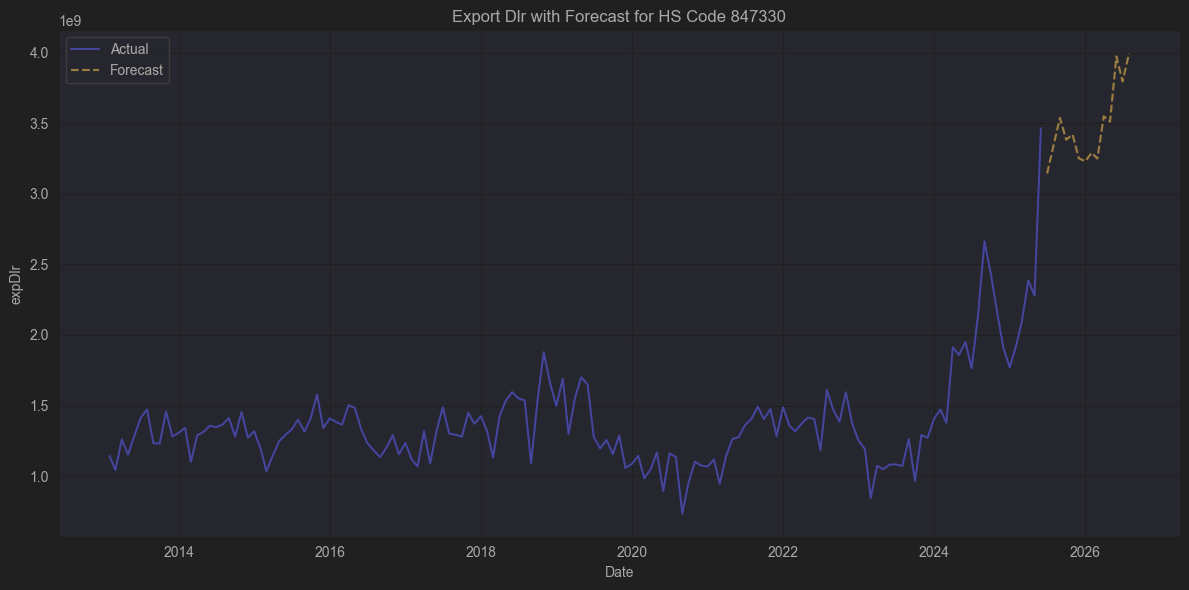 Export Dlr with Forecast for HS Code 847330
1e9
Actual
Forecast
4.0
3.5
3.0
2.5
2.0
1.5
1.0
expDlr
2014 2016 2018 2020 2022 2024 2026
Date